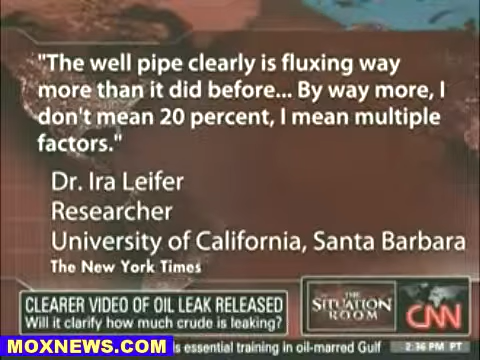 "The well pipe clearly is fluxing way
more than it did before... By way more, I
don't mean 20 percent, I mean multiple
factors."
Dr. Ira Leifer
Researcher
University of California, Santa Barbara
The New York Times
CLEARER VIDEO OF OIL LEAK RELEASED
Will it clarify how much crude is leaking?
THE
SITUATION
ROOM
CNN
MOXNEWS.COM
s essential training in oil-marred Gulf
2:36 PM PT